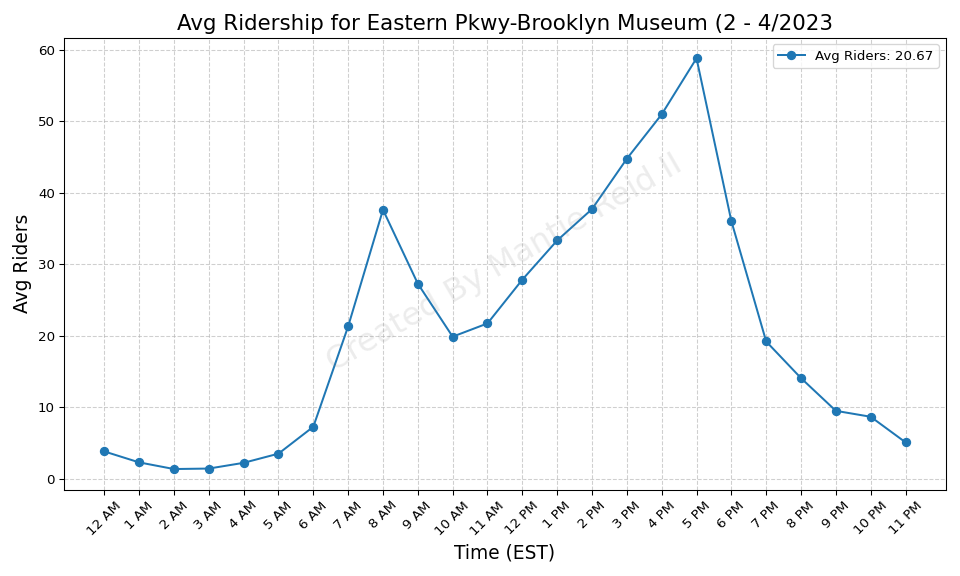 Avg Ridership for Eastern Pkwy-Brooklyn Museum (2 - 4/2023
Avg Riders: 20.67
60
50
40
30
20
10
0
Avg Riders
Created By Mantie Reid II
12 AM
1 AM
2 AM
3 AM
4 AM
5 AM
6 AM
7 AM
8 AM
9 AM
10 AM
11 AM
12 PM
1 PM
2 PM
3 PM
4 PM
5 PM
6 PM
7 PM
8 PM
9 PM
10 PM
11 PM
Time (EST)